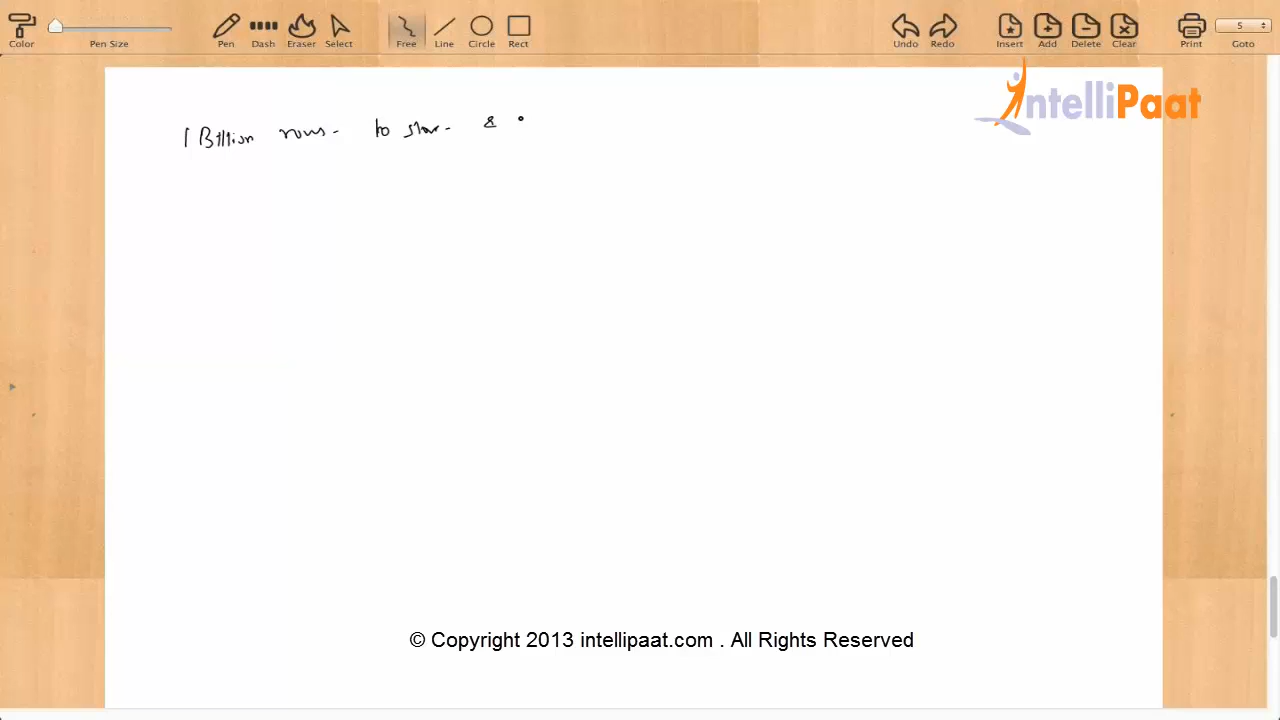 Color
Pen Size
Pen
Dash
Eraser
Select
Free
Line
Circle
Rect
Undo
Redo
Insert
Add
Delete
Clear
Print
5
Goto
IntelliPaat
1 Billion rows - to store - &
© Copyright 2013 intellipaat.com . All Rights Reserved